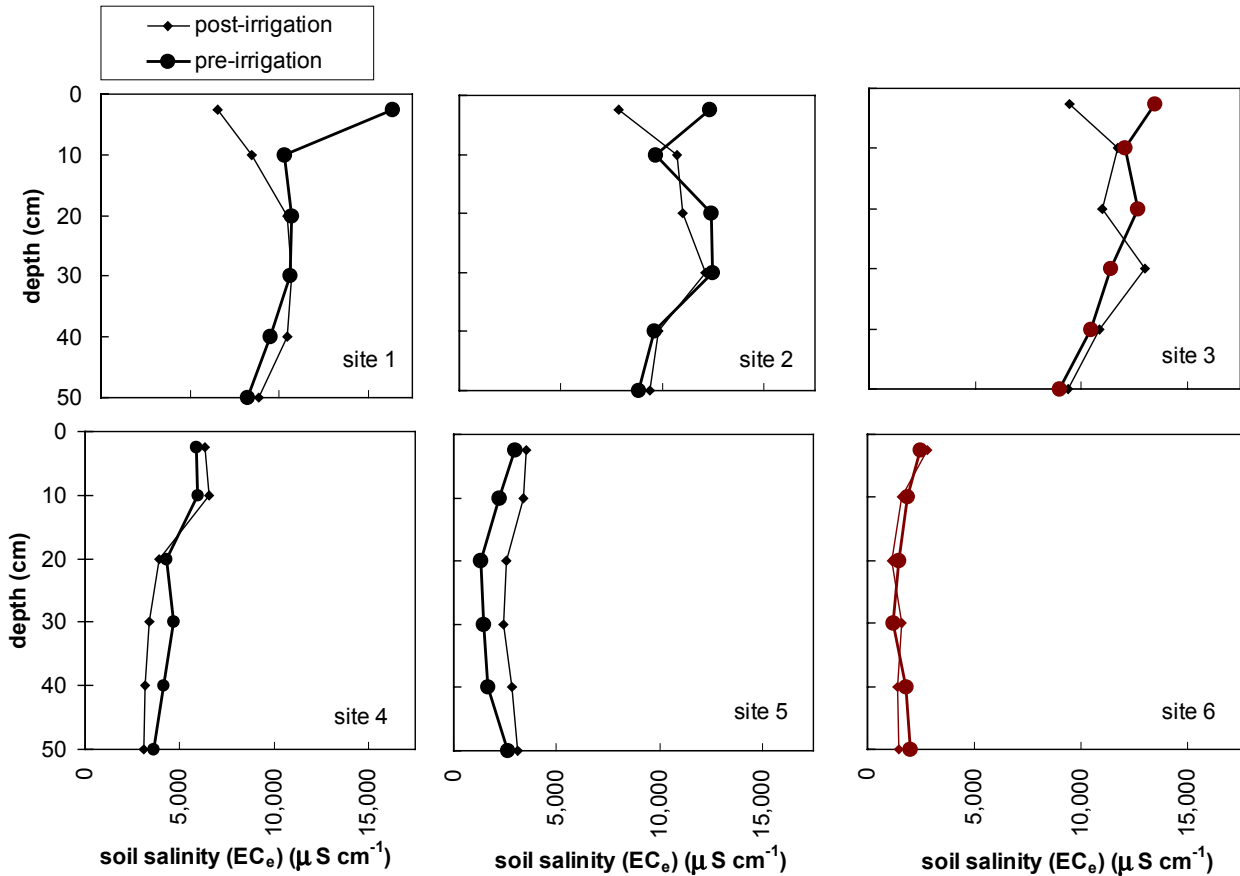 post-irrigation
pre-irrigation
0
10
20
30
40
50
depth (cm)
site 1
site 2
site 3
0
10
20
30
40
50
depth (cm)
site 4
site 5
site 6
0
5,000
10,000
15,000
0
5,000
10,000
15,000
0
5,000
10,000
15,000
soil salinity (ECe) (μ S cm-1)
soil salinity (ECe) (μ S cm-1)
soil salinity (ECe) (μ S cm-1)